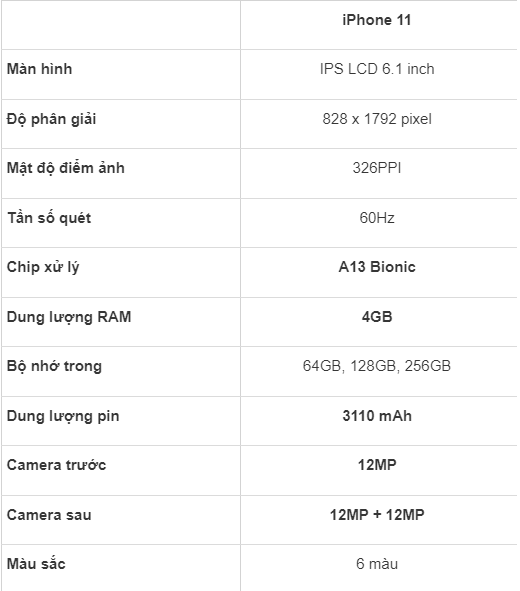 iPhone 11
Màn hình IPS LCD 6.1 inch
Độ phân giải 828 x 1792 pixel
Mật độ điểm ảnh 326PPI
Tần số quét 60Hz
Chip xử lý A13 Bionic
Dung lượng RAM 4GB
Bộ nhớ trong 64GB, 128GB, 256GB
Dung lượng pin 3110 mAh
Camera trước 12MP
Camera sau 12MP + 12MP
Màu sắc 6 màu